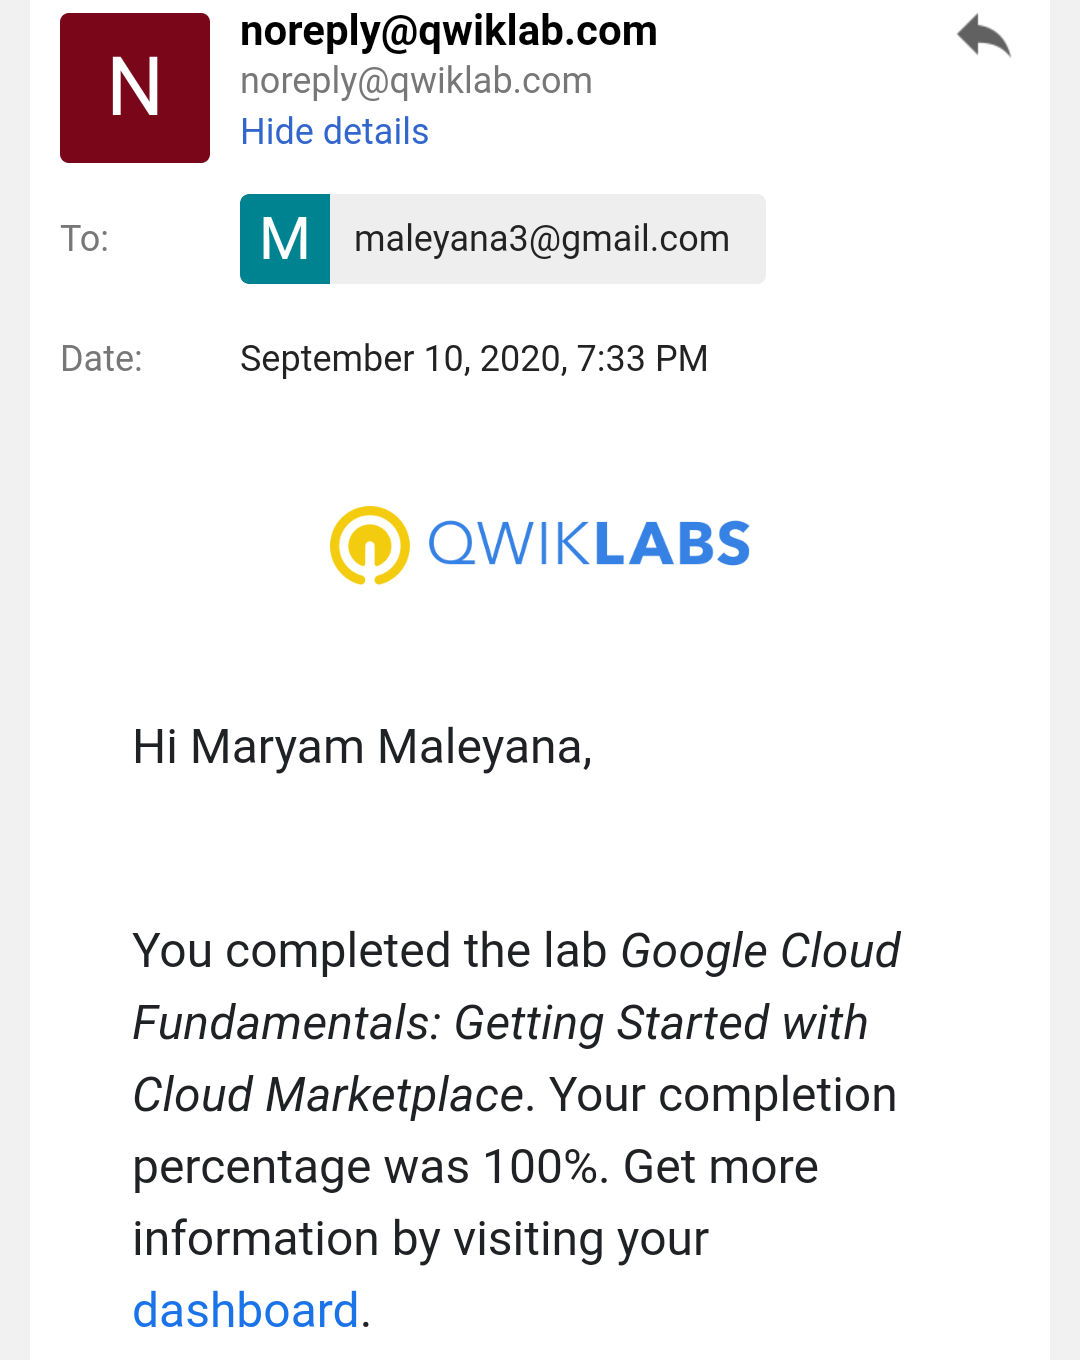 N
noreply@qwiklab.com
noreply@qwiklab.com
Hide details
To:
M
maleyana3@gmail.com
Date:
September 10, 2020, 7:33 PM
QWIKLABS
Hi Maryam Maleyana,
You completed the lab Google Cloud
Fundamentals: Getting Started with
Cloud Marketplace. Your completion
percentage was 100%. Get more
information by visiting your
dashboard.